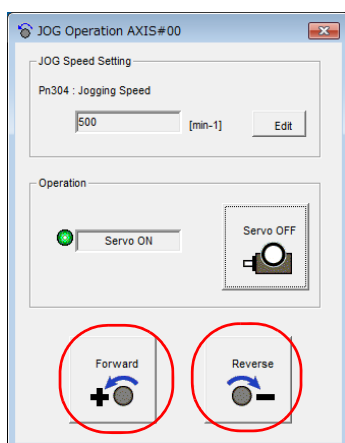 JOG Operation AXIS#00
JOG Speed Setting
Pn304 : Jogging Speed
500 [min-1] Edit
Operation
Servo ON
Servo OFF
Forward Reverse
+ -